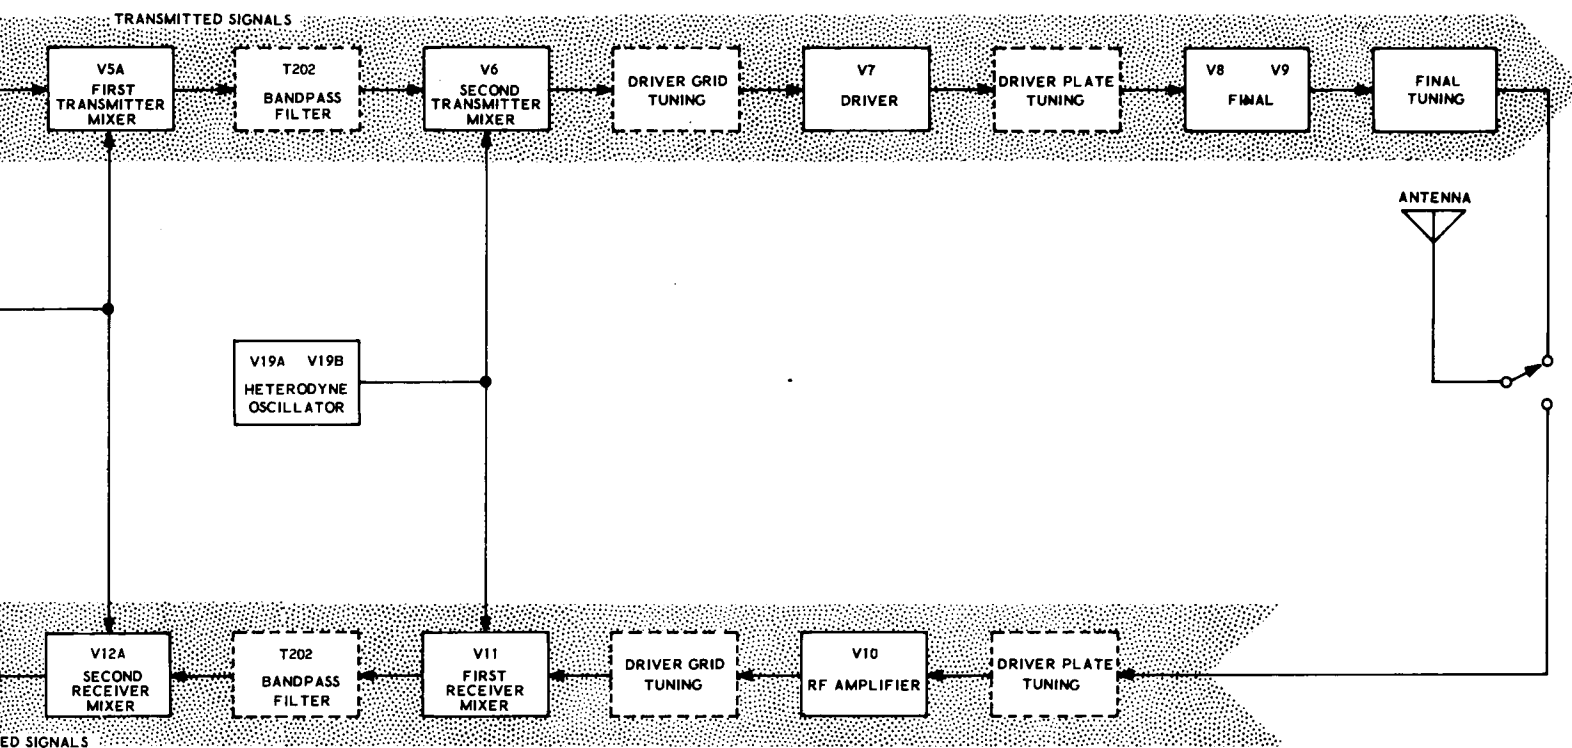 TRANSMITTED SIGNALS
V5A
FIRST
TRANSMITTER
MIXER
T202
BANDPASS
FILTER
V6
SECOND
TRANSMITTER
MIXER
DRIVER GRID
TUNING
V7
DRIVER
DRIVER PLATE
TUNING
V8 V9
FINAL
FINAL
TUNING
ANTENNA
V19A V19B
HETERODYNE
OSCILLATOR
V12A
SECOND
RECEIVER
MIXER
T202
BANDPASS
FILTER
V11
FIRST
RECEIVER
MIXER
DRIVER GRID
TUNING
V10
RF AMPLIFIER
DRIVER PLATE
TUNING
ED SIGNALS